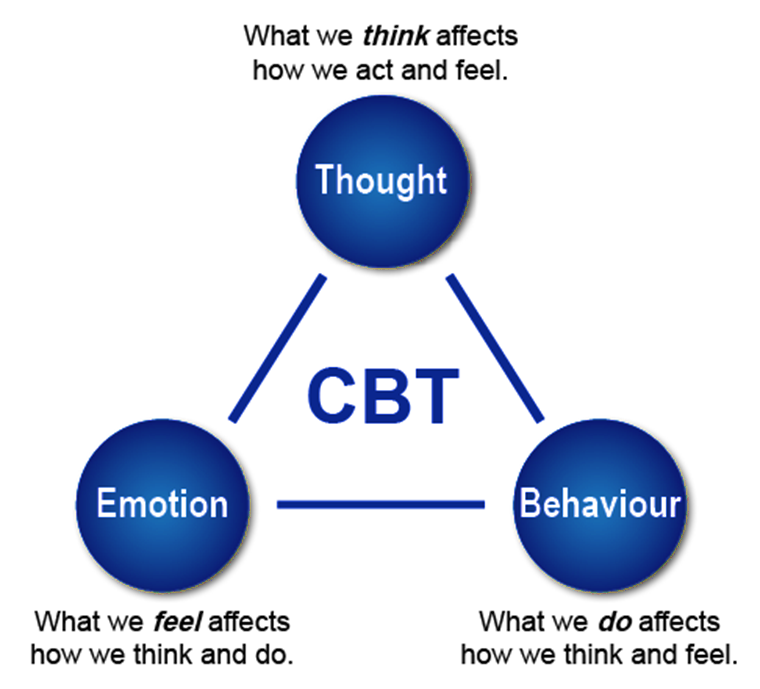 What we think affects
how we act and feel.
Thought
CBT
Emotion
Behaviour
What we feel affects
how we think and do.
What we do affects
how we think and feel.